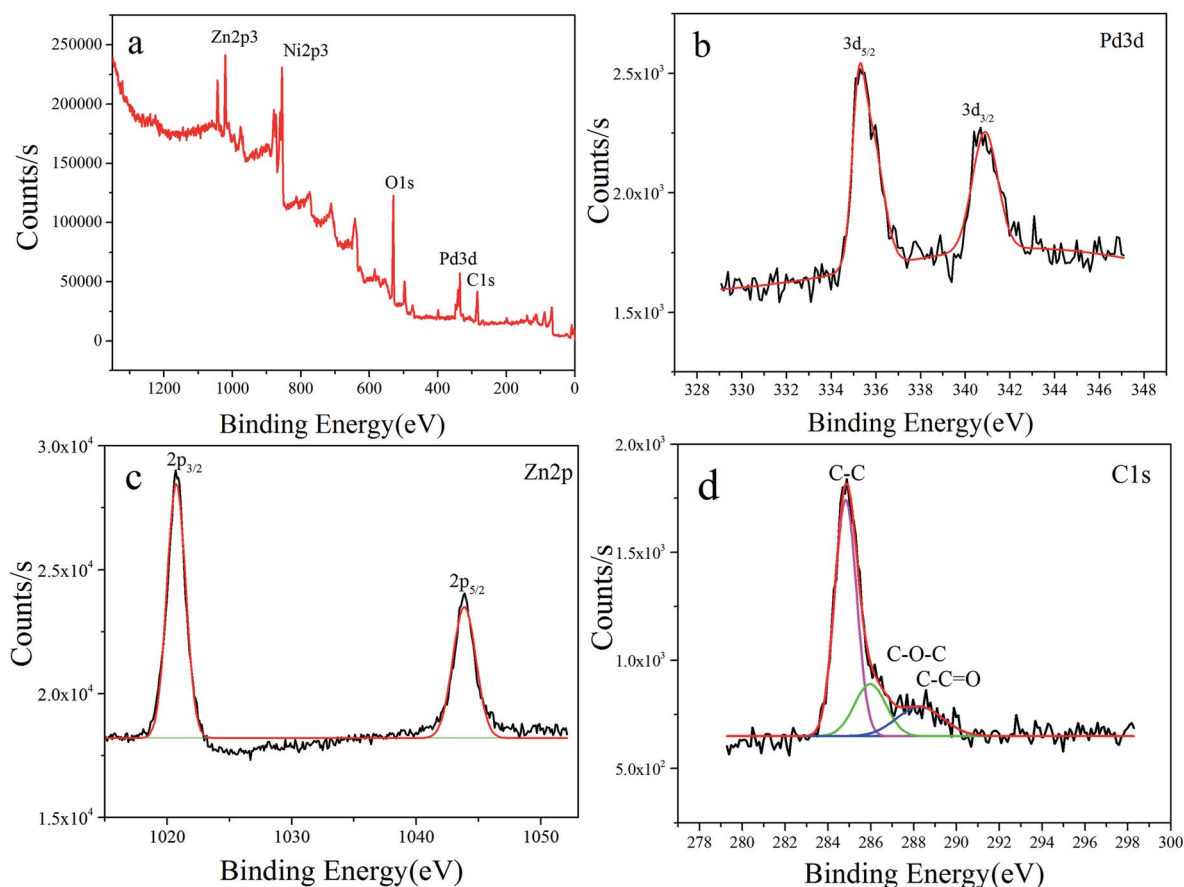 a
Zn2p3
Ni2p3
O1s
Pd3d
C1s
Counts/s
250000
200000
150000
100000
50000
0
1200 1000 800 600 400 200 0
Binding Energy(eV)
b
Pd3d
3d5/2
3d3/2
Counts/s
2.5x10³
2.0x10³
1.5x10³
328 330 332 334 336 338 340 342 344 346 348
Binding Energy(eV)
c
Zn2p
2p3/2
2p5/2
Counts/s
3.0x10⁴
2.5x10⁴
2.0x10⁴
1.5x10⁴
1020 1030 1040 1050
Binding Energy(eV)
d
C1s
C-C
C-O-C
C-C=O
Counts/s
2.0x10³
1.5x10³
1.0x10³
5.0x10²
278 280 282 284 286 288 290 292 294 296 298 300
Binding Energy(eV)